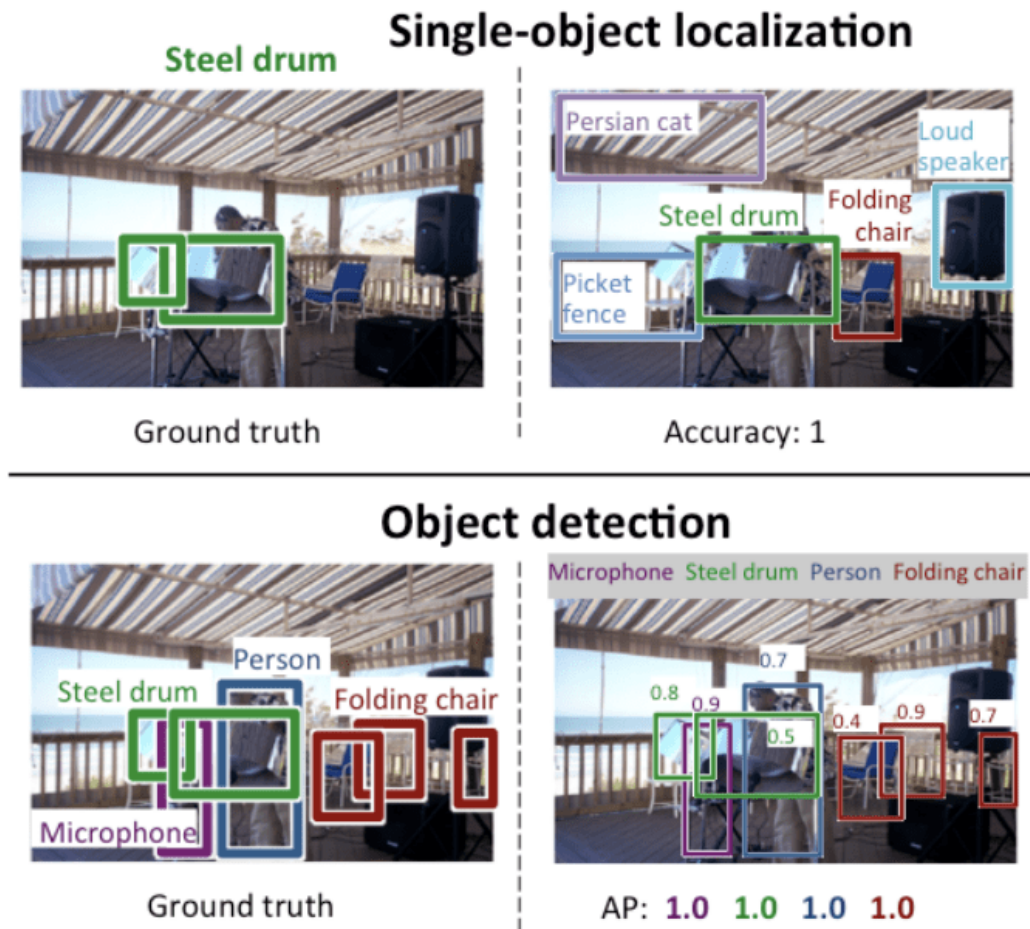 Single-object localization
Steel drum
Persian cat
Loud
speaker
Steel drum
Folding
chair
Picket
fence
Ground truth
Accuracy: 1
Object detection
Microphone Steel drum Person Folding chair
Person
Steel drum
Folding chair
Microphone
0.7
0.8
0.9
0.5
0.4
0.9
0.7
Ground truth
AP: 1.0 1.0 1.0 1.0